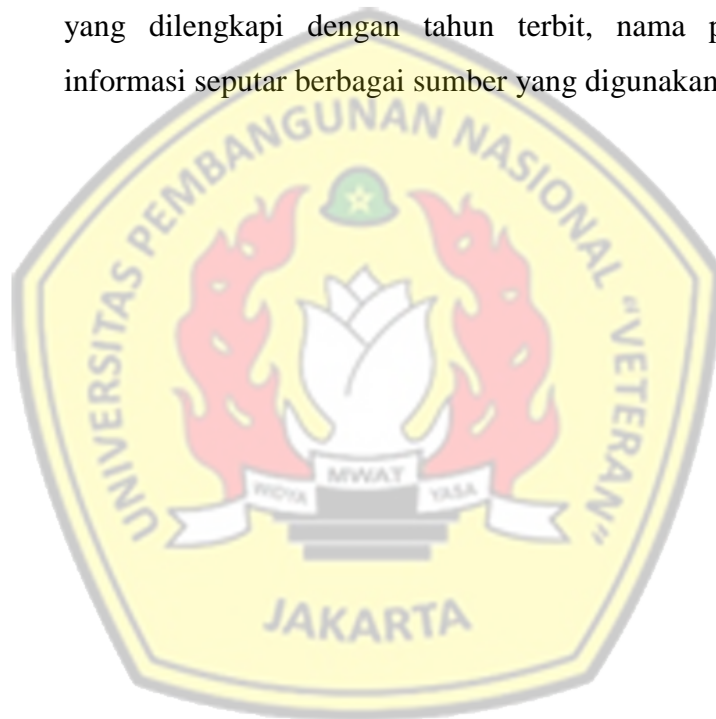 yang dilengkapi dengan tahun terbit, nama p
informasi seputar berbagai sumber yang digunakan
UNIVERSITAS PEMBANGUNAN NASIONAL "VETERAN"
WIDYA MWAT YASA
JAKARTA